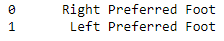 0    Right Preferred Foot
1     Left Preferred Foot